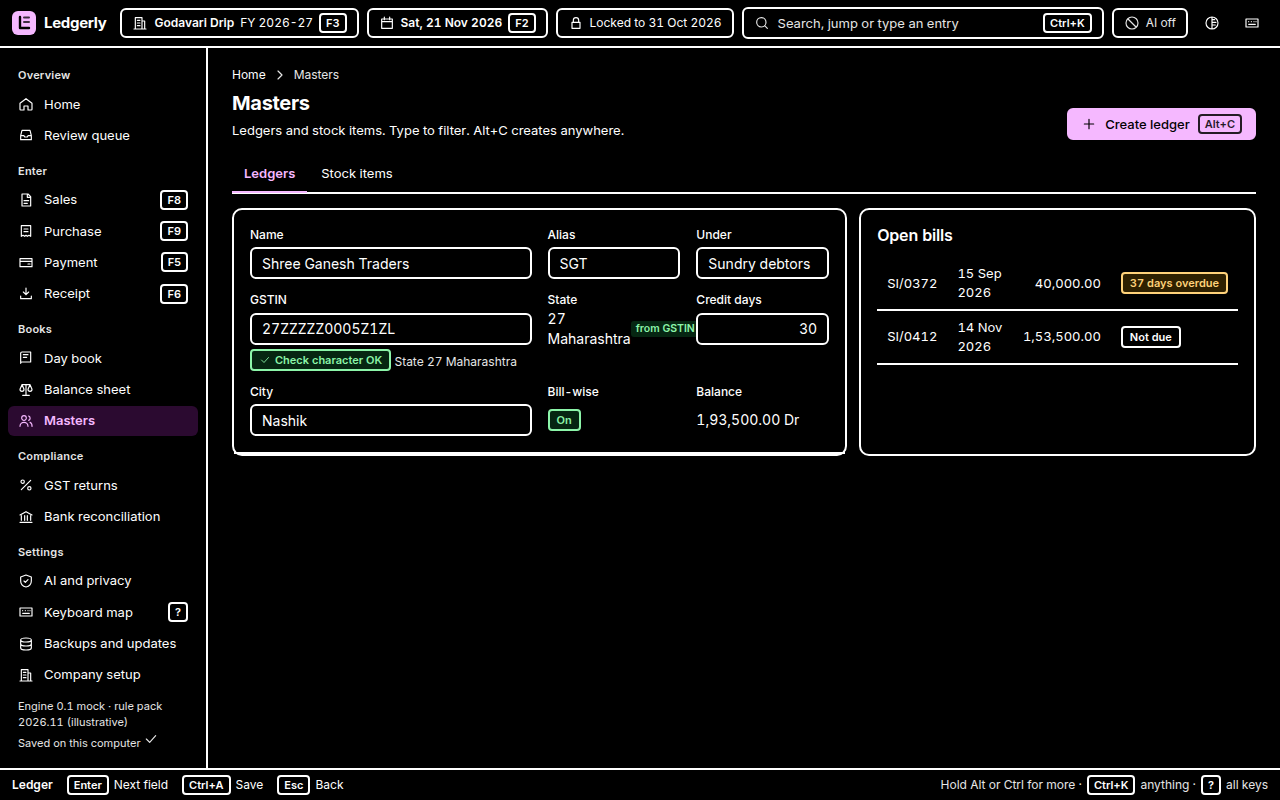 Ledgerly
Godavari Drip FY 2026-27 F3
Sat, 21 Nov 2026 F2
Locked to 31 Oct 2026
Search, jump or type an entry Ctrl+K
AI off
Overview
Home
Review queue
Enter
Sales F8
Purchase F9
Payment F5
Receipt F6
Books
Day book
Balance sheet
Masters
Compliance
GST returns
Bank reconciliation
Settings
AI and privacy
Keyboard map ?
Backups and updates
Company setup
Engine 0.1 mock · rule pack
2026.11 (illustrative)
Saved on this computer
Home Masters
Masters
Ledgers and stock items. Type to filter. Alt+C creates anywhere.
Create ledger Alt+C
Ledgers Stock items
Name Alias Under
Shree Ganesh Traders SGT Sundry debtors
GSTIN State Credit days
27ZZZZZ0005Z1ZL 27 Maharashtra from GSTIN 30
Check character OK State 27 Maharashtra
City Bill-wise Balance
Nashik On 1,93,500.00 Dr
Open bills
SI/0372 15 Sep 2026 40,000.00 37 days overdue
SI/0412 14 Nov 2026 1,53,500.00 Not due
Ledger Enter Next field Ctrl+A Save Esc Back
Hold Alt or Ctrl for more · Ctrl+K anything · ? all keys